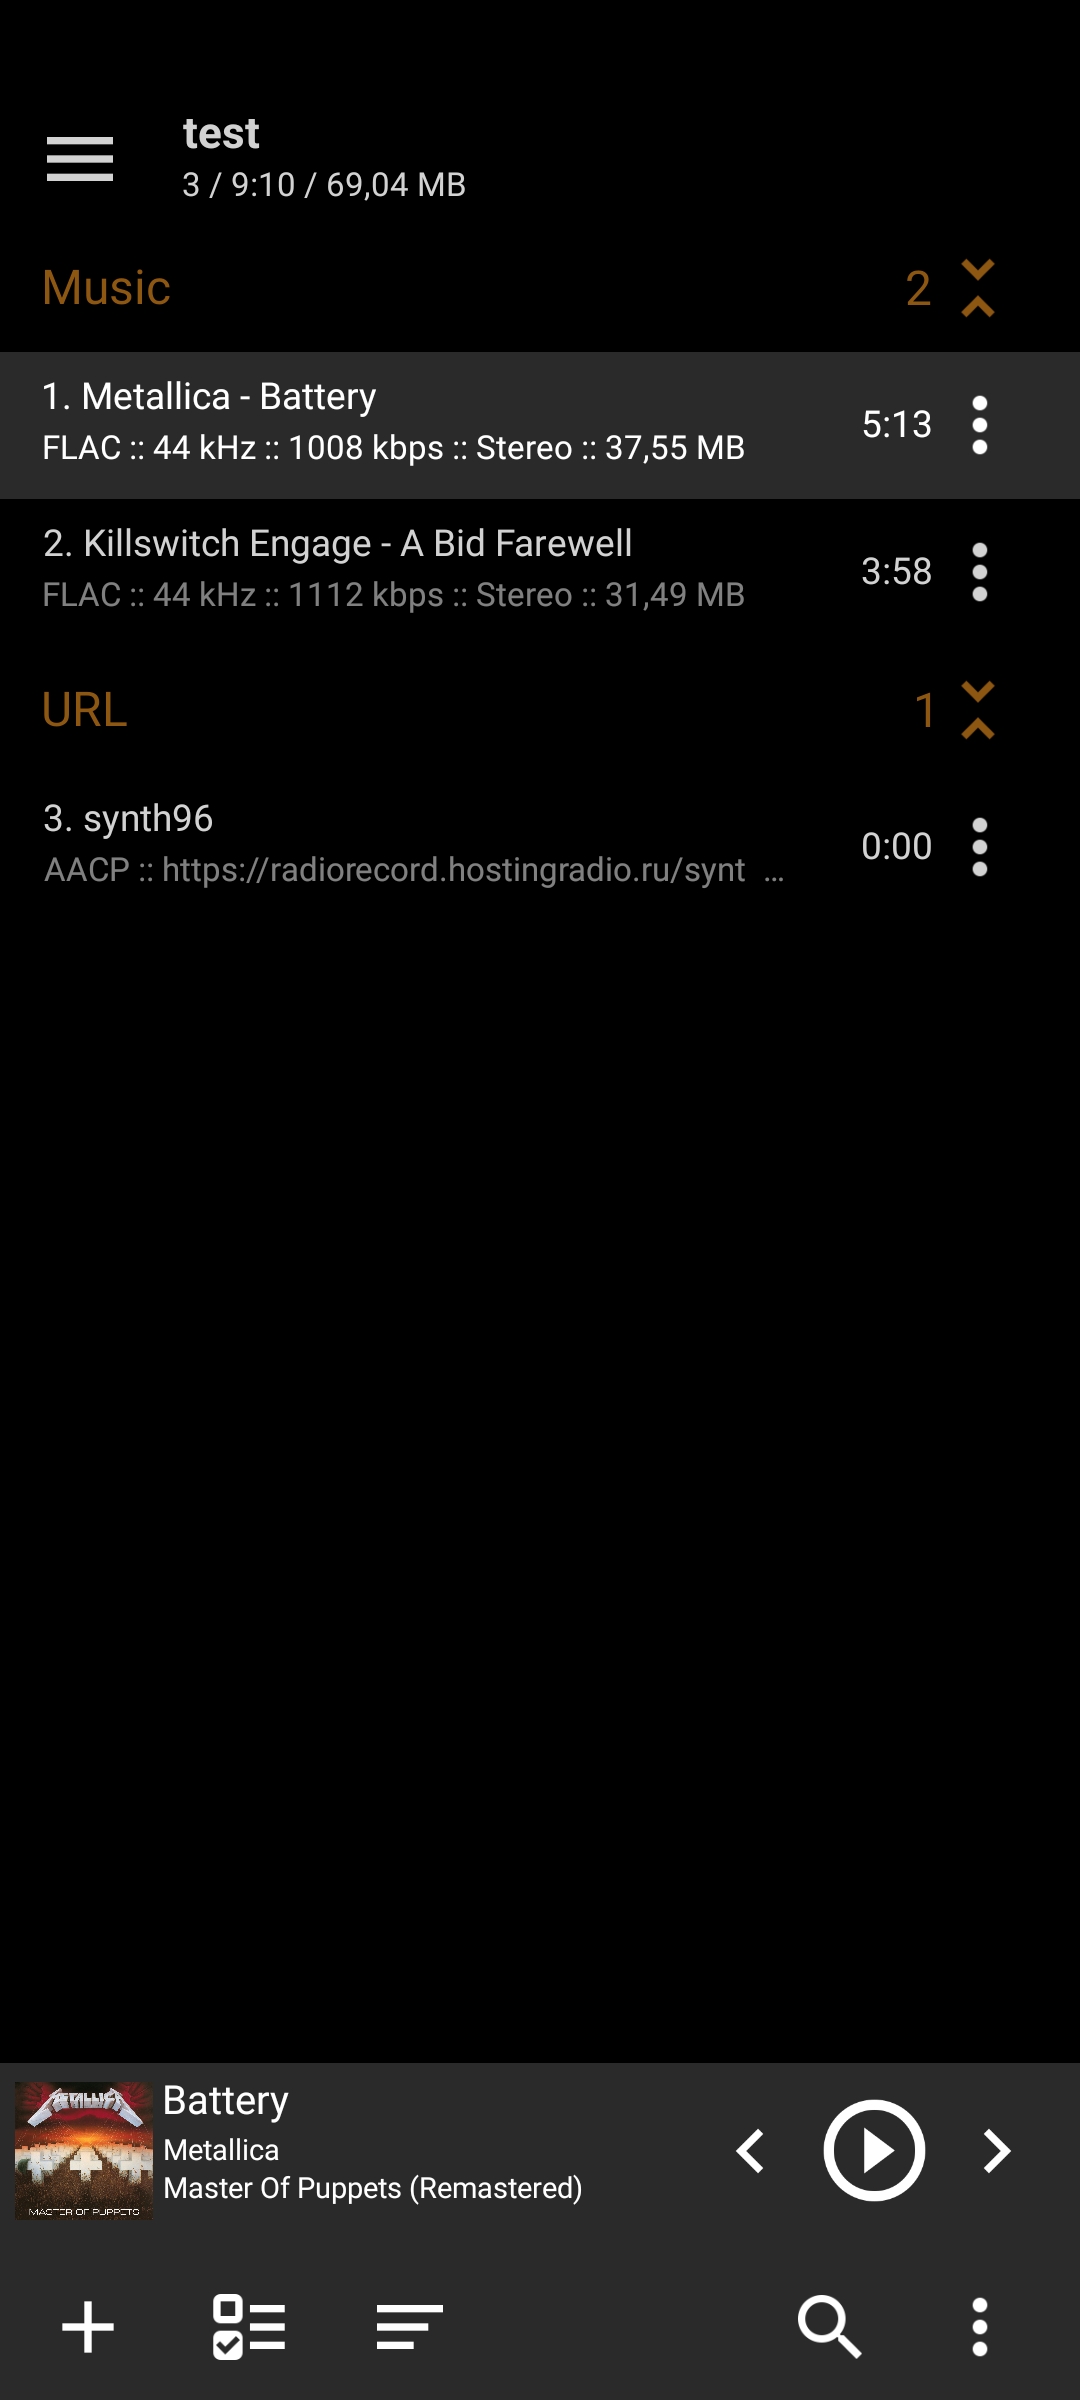 test
3 / 9:10 / 69,04 MB
Music 2
1. Metallica - Battery
5:13
FLAC :: 44 kHz :: 1008 kbps :: Stereo :: 37,55 MB
2. Killswitch Engage - A Bid Farewell
3:58
FLAC :: 44 kHz :: 1112 kbps :: Stereo :: 31,49 MB
URL 1
3. synth96
0:00
AACP :: https://radiorecord.hostingradio.ru/synt ...
METALLICA
MASTER OF PUPPETS
Battery
Metallica
Master Of Puppets (Remastered)